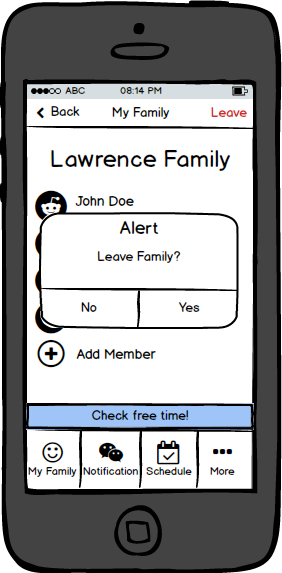 ABC 08:14 PM
Back My Family Leave
Lawrence Family
John Doe
Alert
Leave Family?
No Yes
Add Member
Check free time!
My Family Notification Schedule More